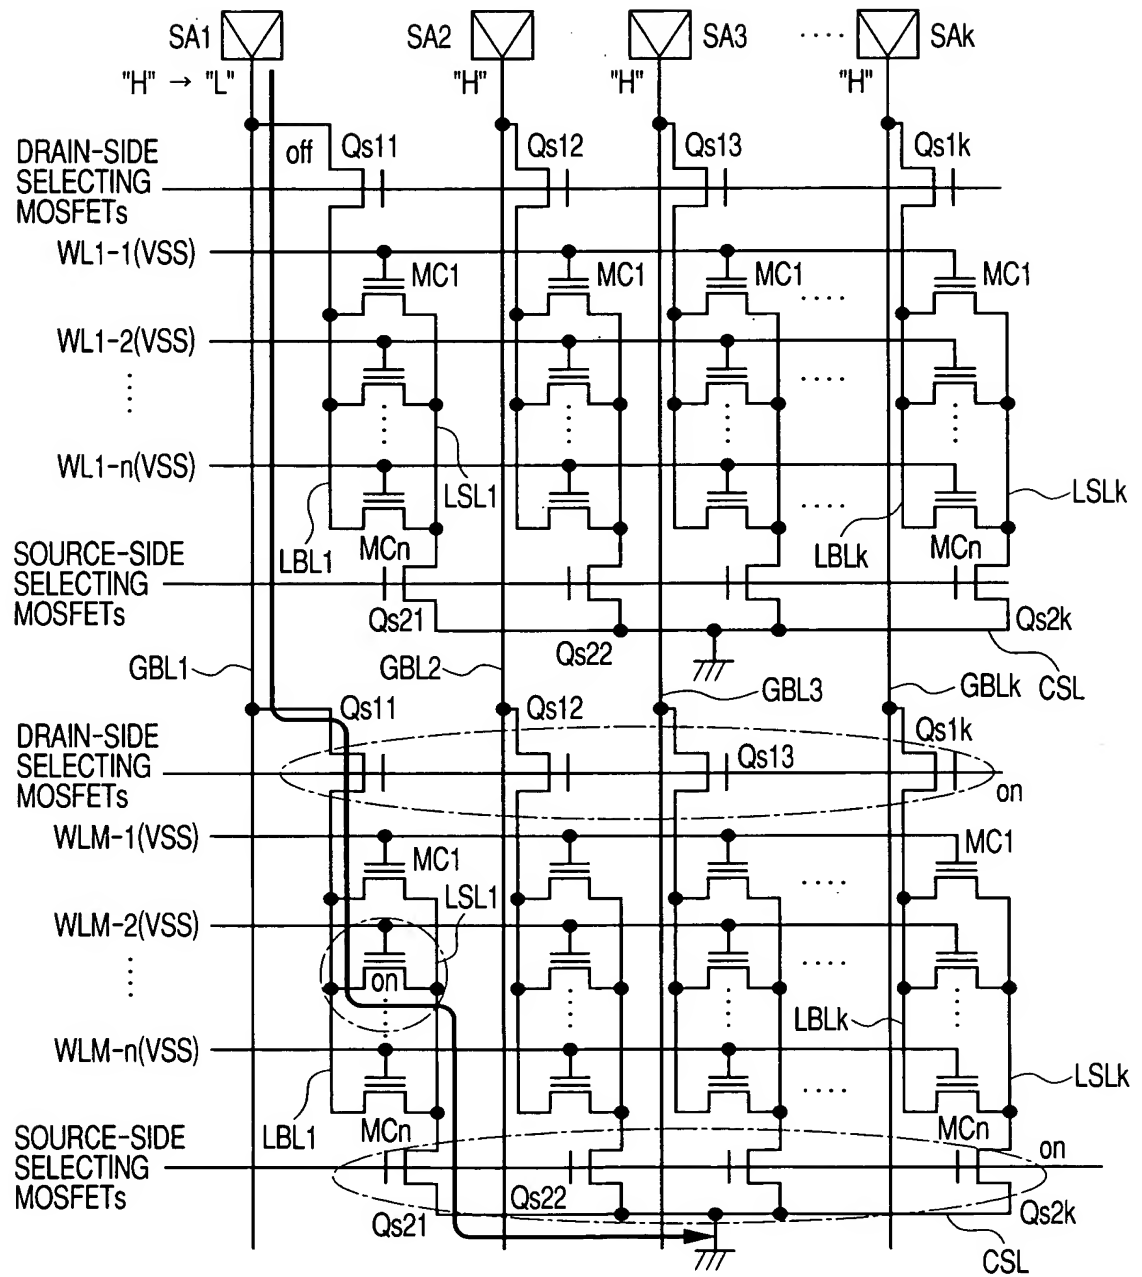 SA1 SA2 SA3 ···· SAk
"H" → "L" "H" "H" "H"
off Qs11 Qs12 Qs13 Qs1k
DRAIN-SIDE
SELECTING
MOSFETs
WL1-1(VSS)
MC1 MC1 MC1 ···· MC1
WL1-2(VSS)
····
WL1-n(VSS)
LSL1 LSLk
LBL1 MCn ···· LBLk MCn
SOURCE-SIDE
SELECTING
MOSFETs
Qs21 Qs22 Qs2k
GBL1 GBL2 GBL3 GBLk CSL
Qs11 Qs12 Qs13 Qs1k
DRAIN-SIDE
SELECTING
MOSFETs
on
WLM-1(VSS)
MC1 MC1
····
LSL1
WLM-2(VSS)
on ····
LBLk
WLM-n(VSS)
LSLk
LBL1 MCn ···· MCn
SOURCE-SIDE
SELECTING
MOSFETs
on
Qs21 Qs22 Qs2k
CSL